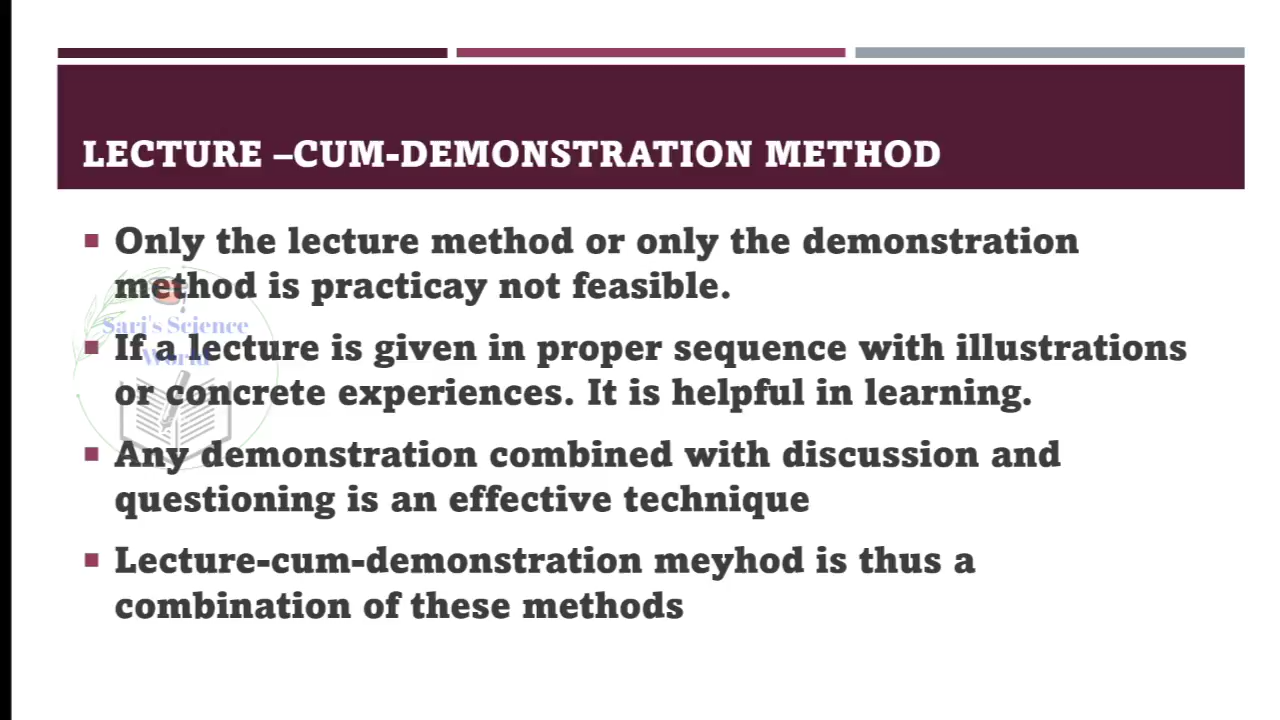 LECTURE –CUM-DEMONSTRATION METHOD
Only the lecture method or only the demonstration
method is practicay not feasible.
Sari's Science
World
If a lecture is given in proper sequence with illustrations
or concrete experiences. It is helpful in learning.
Any demonstration combined with discussion and
questioning is an effective technique
Lecture-cum-demonstration meyhod is thus a
combination of these methods